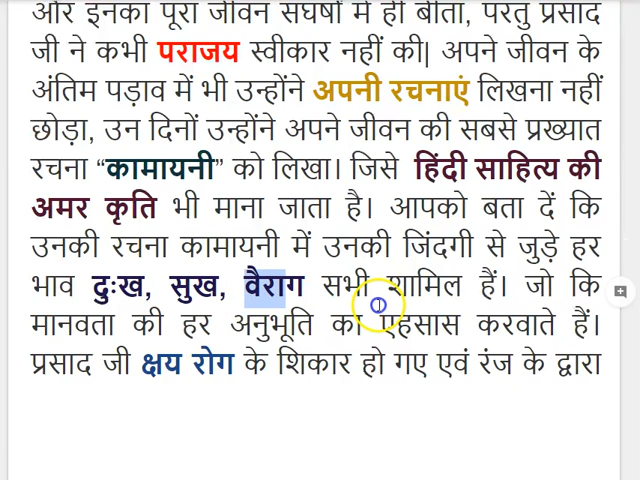 और इनका पूरा जीवन संघर्षों में ही बीता, परंतु प्रसाद
जी ने कभी पराजय स्वीकार नहीं की| अपने जीवन के
अंतिम पड़ाव में भी उन्होंने अपनी रचनाएं लिखना नहीं
छोड़ा, उन दिनों उन्होंने अपने जीवन की सबसे प्रख्यात
रचना “कामायनी” को लिखा। जिसे हिंदी साहित्य की
अमर कृति भी माना जाता है। आपको बता दें कि
उनकी रचना कामायनी में उनकी जिंदगी से जुड़े हर
भाव दुःख, सुख, वैराग सभी शामिल हैं। जो कि
मानवता की हर अनुभूति का एहसास करवाते हैं।
प्रसाद जी क्षय रोग के शिकार हो गए एवं रंज के द्वारा